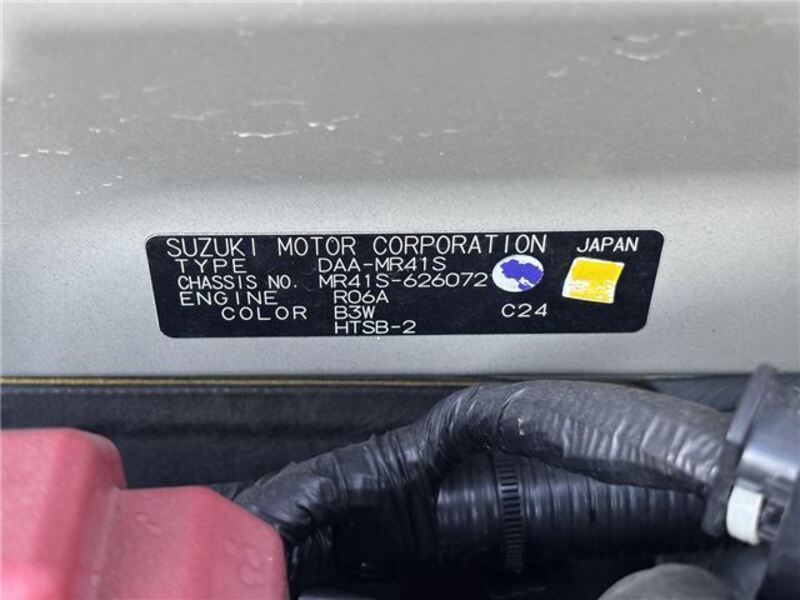 SUZUKI MOTOR CORPORATION JAPAN
TYPE DAA-MR41S
CHASSIS NO. MR41S-626072
ENGINE R06A
COLOR B3W C24
HTSB-2